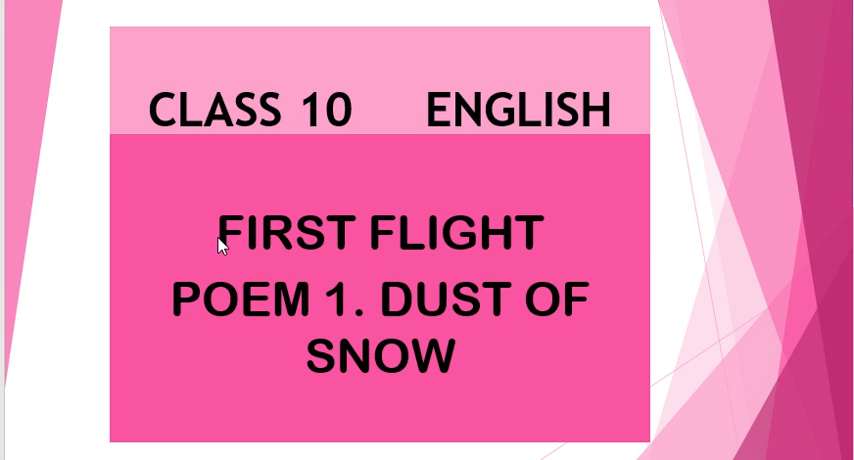 CLASS 10 ENGLISH
FIRST FLIGHT
POEM 1. DUST OF
SNOW